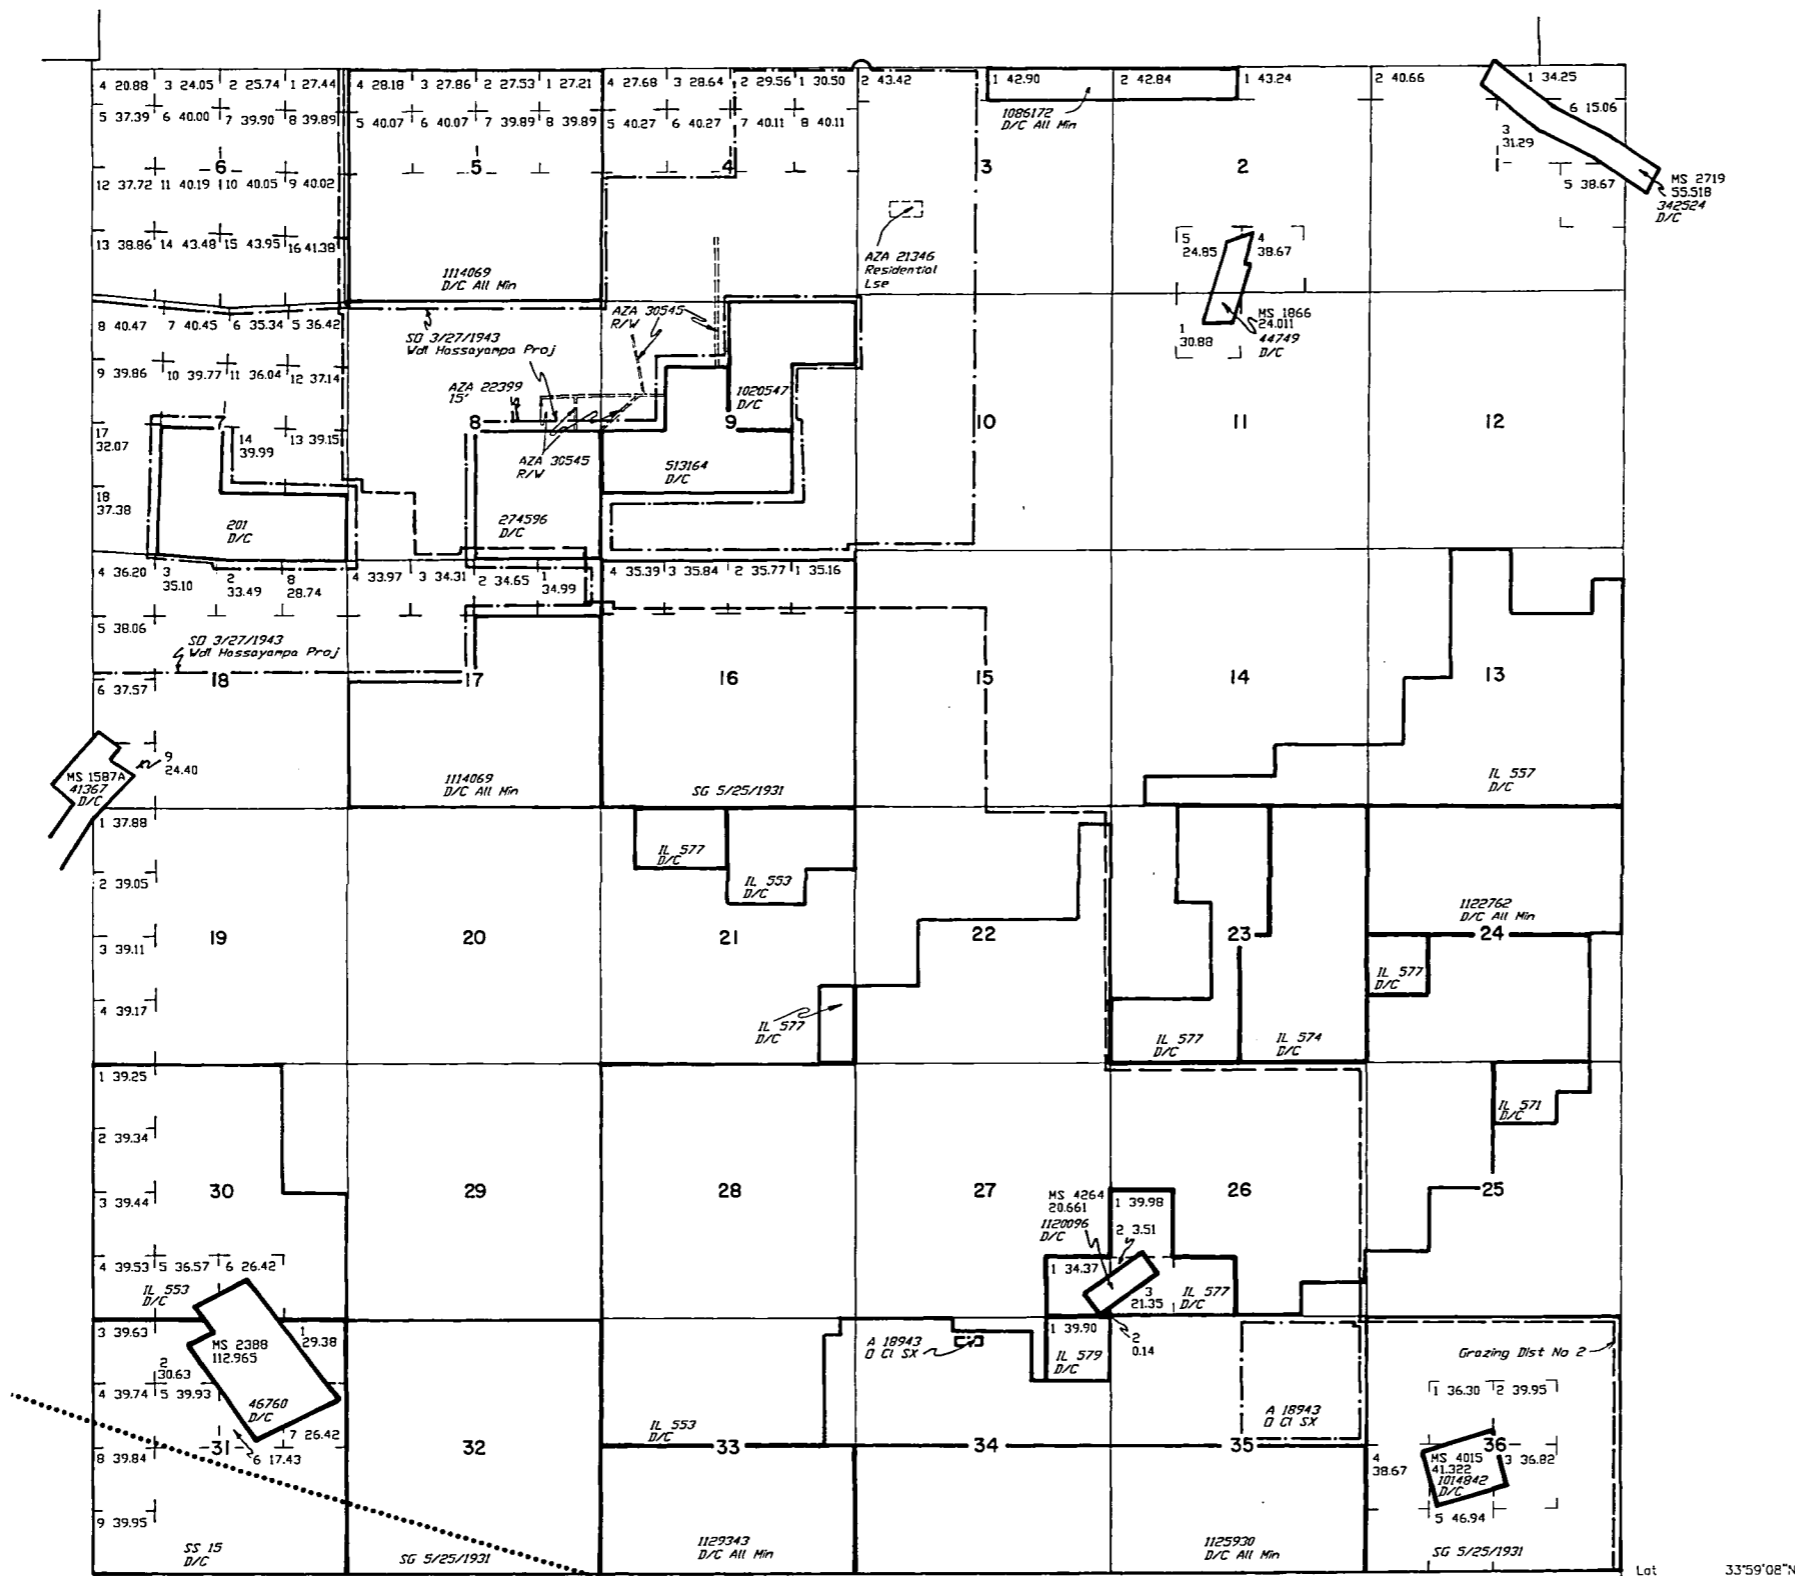 4 20.88 3 24.05 2 25.74 1 27.44 4 28.18 3 27.86 2 27.53 1 27.21 4 27.68 3 28.64 2 29.56 1 30.50 2 43.42 1 42.90 2 42.84 1 43.24 2 40.66 1 34.25
5 37.39 6 40.00 7 39.90 8 39.89 5 40.07 6 40.07 7 39.89 8 39.89 5 40.27 6 40.27 7 40.11 8 40.11
1086172
D/C All Min
6 15.06
3
31.29
6 5 4 3 2
12 37.72 11 40.19 10 40.05 9 40.02
5 38.67
MS 2719
55.518
342524
D/C
13 38.86 14 43.48 15 43.95 16 41.38
1114069
D/C All Min
AZA 21346
Residential
Lse
5
24.85
4
38.67
MS 1866
24.011
44749
D/C
1
30.88
8 40.47 7 40.45 6 35.34 5 36.42
SO 3/27/1943
Wdl Hassayampa Proj
AZA 30545
R/W
9 39.86 10 39.77 11 36.04 12 37.14
AZA 22399
15'
1020547
D/C
17
32.07
7
14
39.99
13 39.15
8 9 10 11 12
AZA 30545
R/W
513164
D/C
18
37.38
201
D/C
274596
D/C
4 36.20 3
35.10
2
33.49
8
28.74
4 33.97 3 34.31 2 34.65 1
34.99
4 35.39 3 35.84 2 35.77 1 35.16
5 38.06
SO 3/27/1943
Wdl Hassayampa Proj
6 37.57
18 17 16 15 14 13
9
24.40
MS 1587A
41367
D/C
1114069
D/C All Min
SG 5/25/1931
IL 557
D/C
1 37.88
IL 577
D/C
IL 553
D/C
2 39.05
1122762
D/C All Min
3 39.11
19 20 21 22 23 24
IL 577
D/C
4 39.17
IL 577
D/C
IL 577
D/C
IL 574
D/C
1 39.25
IL 571
D/C
2 39.34
30 29 28 27 26 25
3 39.44
MS 4264
20.661
1120096
D/C
1 39.98
2 3.51
4 39.53 5 36.57 6 26.42
1 34.37
3
21.35
IL 577
D/C
IL 553
D/C
3 39.63
MS 2388
112.965
1
29.38
2
30.63
A 18943
O Cl SX
1 39.90
IL 579
D/C
2
0.14
Grazing Dist No 2
4 39.74 5 39.93
46760
D/C
1 36.30 2 39.95
A 18943
O Cl SX
IL 553
D/C
7 26.42
31 32 33 34 35 36
6 17.43
8 39.84
4
38.67
MS 4015
41.322
1014842
D/C
3 36.82
5 46.94
9 39.95
SS 15
D/C
SG 5/25/1931
1129343
D/C All Min
1125930
D/C All Min
SG 5/25/1931
Lat 33°59'08"N